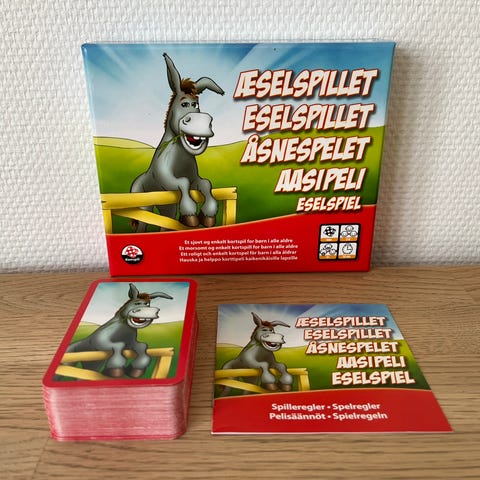 ÆSELSPILLET
ESELSPILLET
ÅSNESPELET
AASIPELI
ESELSPIEL
Et sjovt og enkelt kortspil for børn i alle aldre
Et morsomt og enkelt kortspill for barn i alle aldre
Ett roligt och enkelt kortspel för barn i alla åldrar
Hauska ja helppo korttipeli kaikenikäisille lapsille
ÆSELSPILLET
ESELSPILLET
ÅSNESPELET
AASIPELI
ESELSPIEL
Spilleregler • Spelregler
Pelisäännöt • Spielregeln